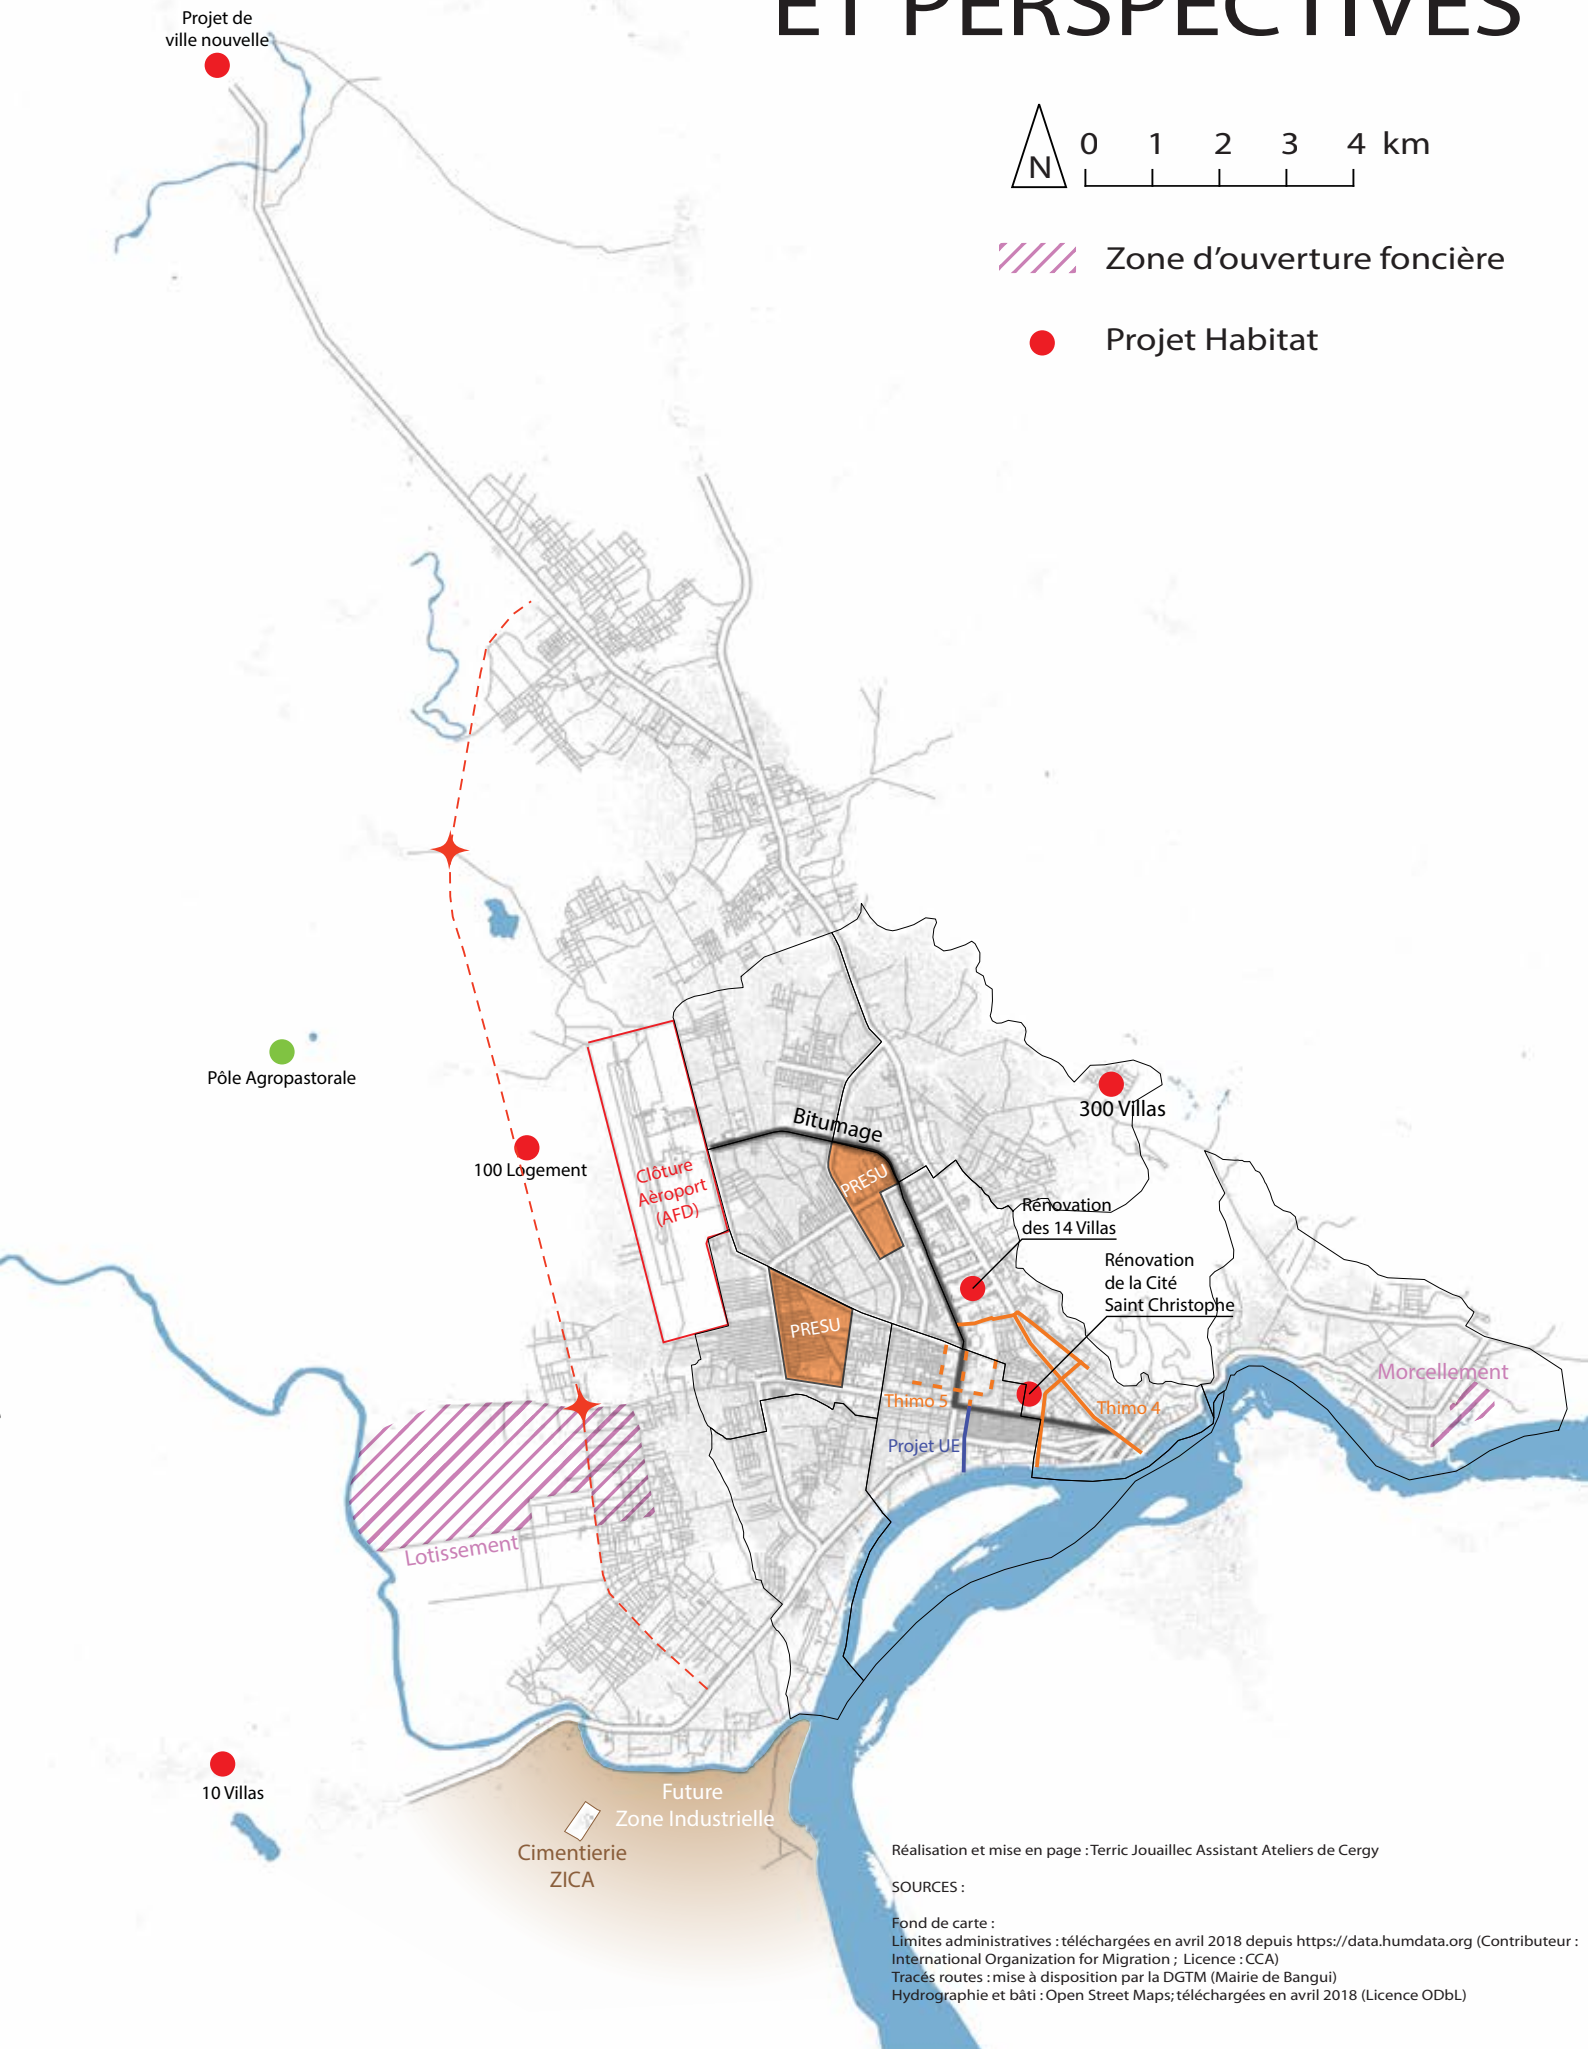 ET PERSPECTIVES
Projet de
ville nouvelle
N
0 1 2 3 4 km
Zone d'ouverture foncière
Projet Habitat
Pôle Agropastorale
100 Logement
Clôture
Aèroport
(AFD)
Bitumage
PRESU
300 Villas
Rénovation
des 14 Villas
Rénovation
de la Cité
Saint Christophe
PRESU
Morcellement
Thimo 5
Thimo 4
Projet UE
Lotissement
10 Villas
Future
Zone Industrielle
Cimentierie
ZICA
Réalisation et mise en page : Terric Jouaillec Assistant Ateliers de Cergy
SOURCES :
Fond de carte :
Limites administratives : téléchargées en avril 2018 depuis https://data.humdata.org (Contributeur :
International Organization for Migration ; Licence : CCA)
Tracés routes : mise à disposition par la DGTM (Mairie de Bangui)
Hydrographie et bâti : Open Street Maps; téléchargées en avril 2018 (Licence ODbL)